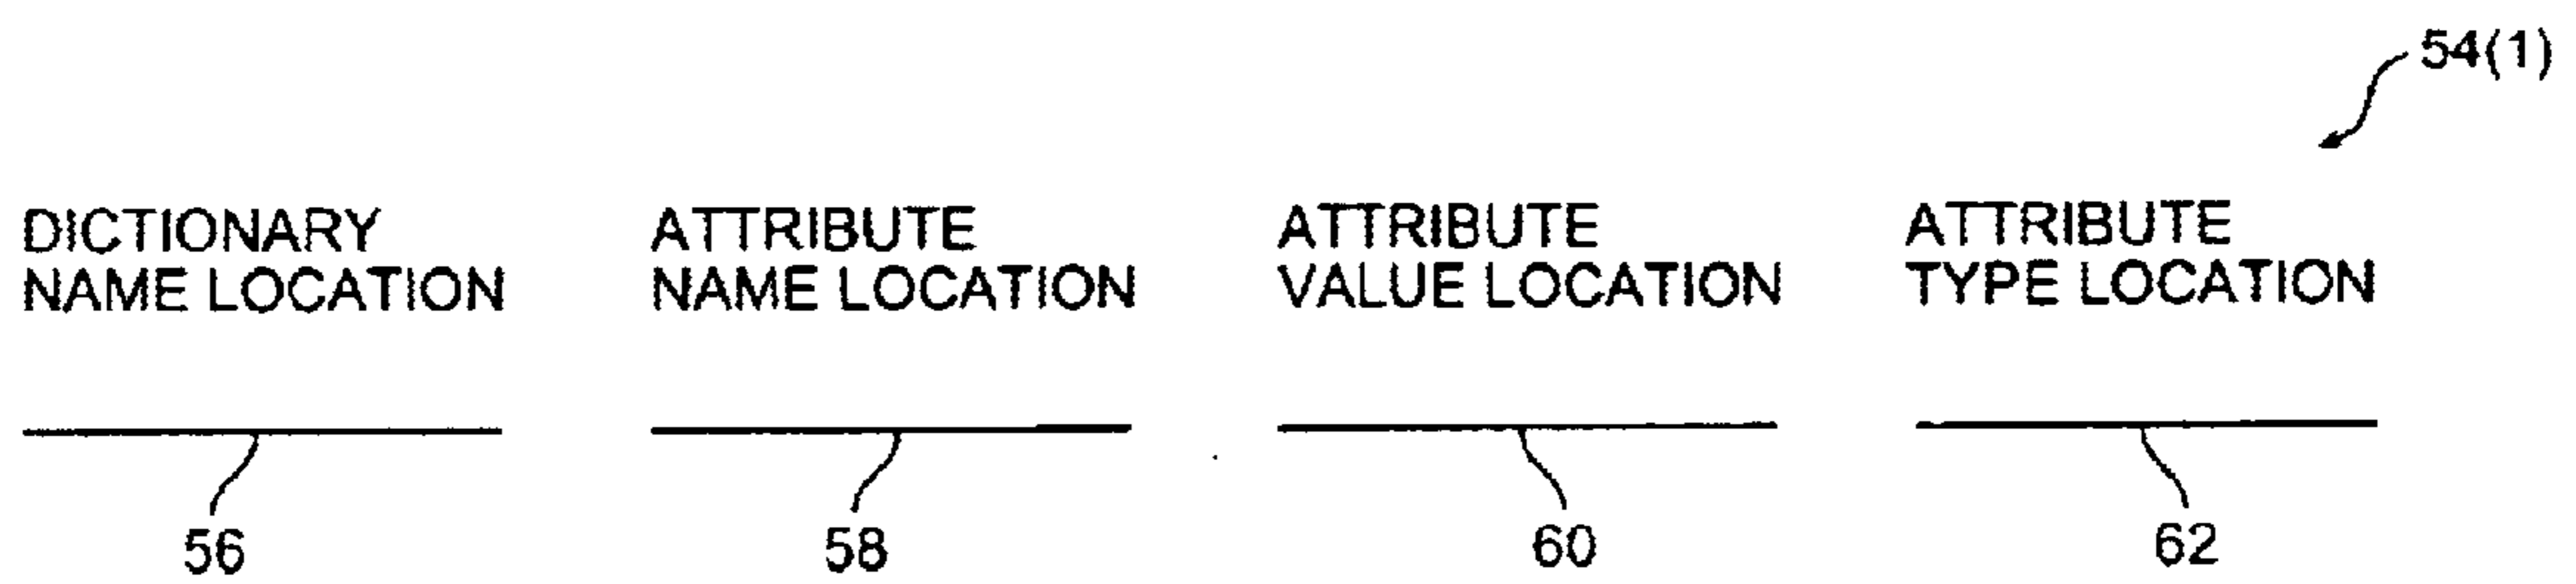 54(1)
DICTIONARY
NAME LOCATION
ATTRIBUTE
NAME LOCATION
ATTRIBUTE
VALUE LOCATION
ATTRIBUTE
TYPE LOCATION
56
58
60
62